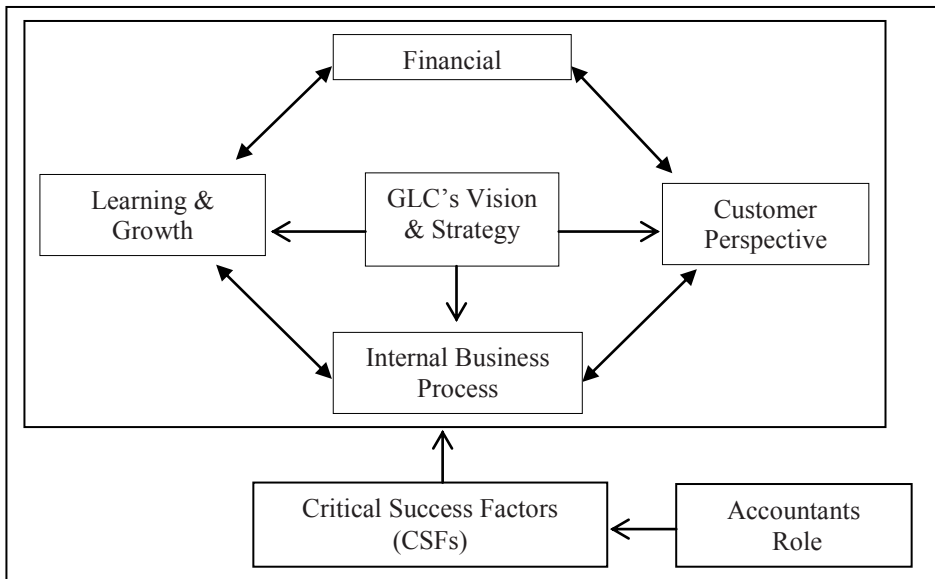 Financial
Learning &
Growth
GLC’s Vision
& Strategy
Customer
Perspective
Internal Business
Process
Critical Success Factors
(CSFs)
Accountants
Role